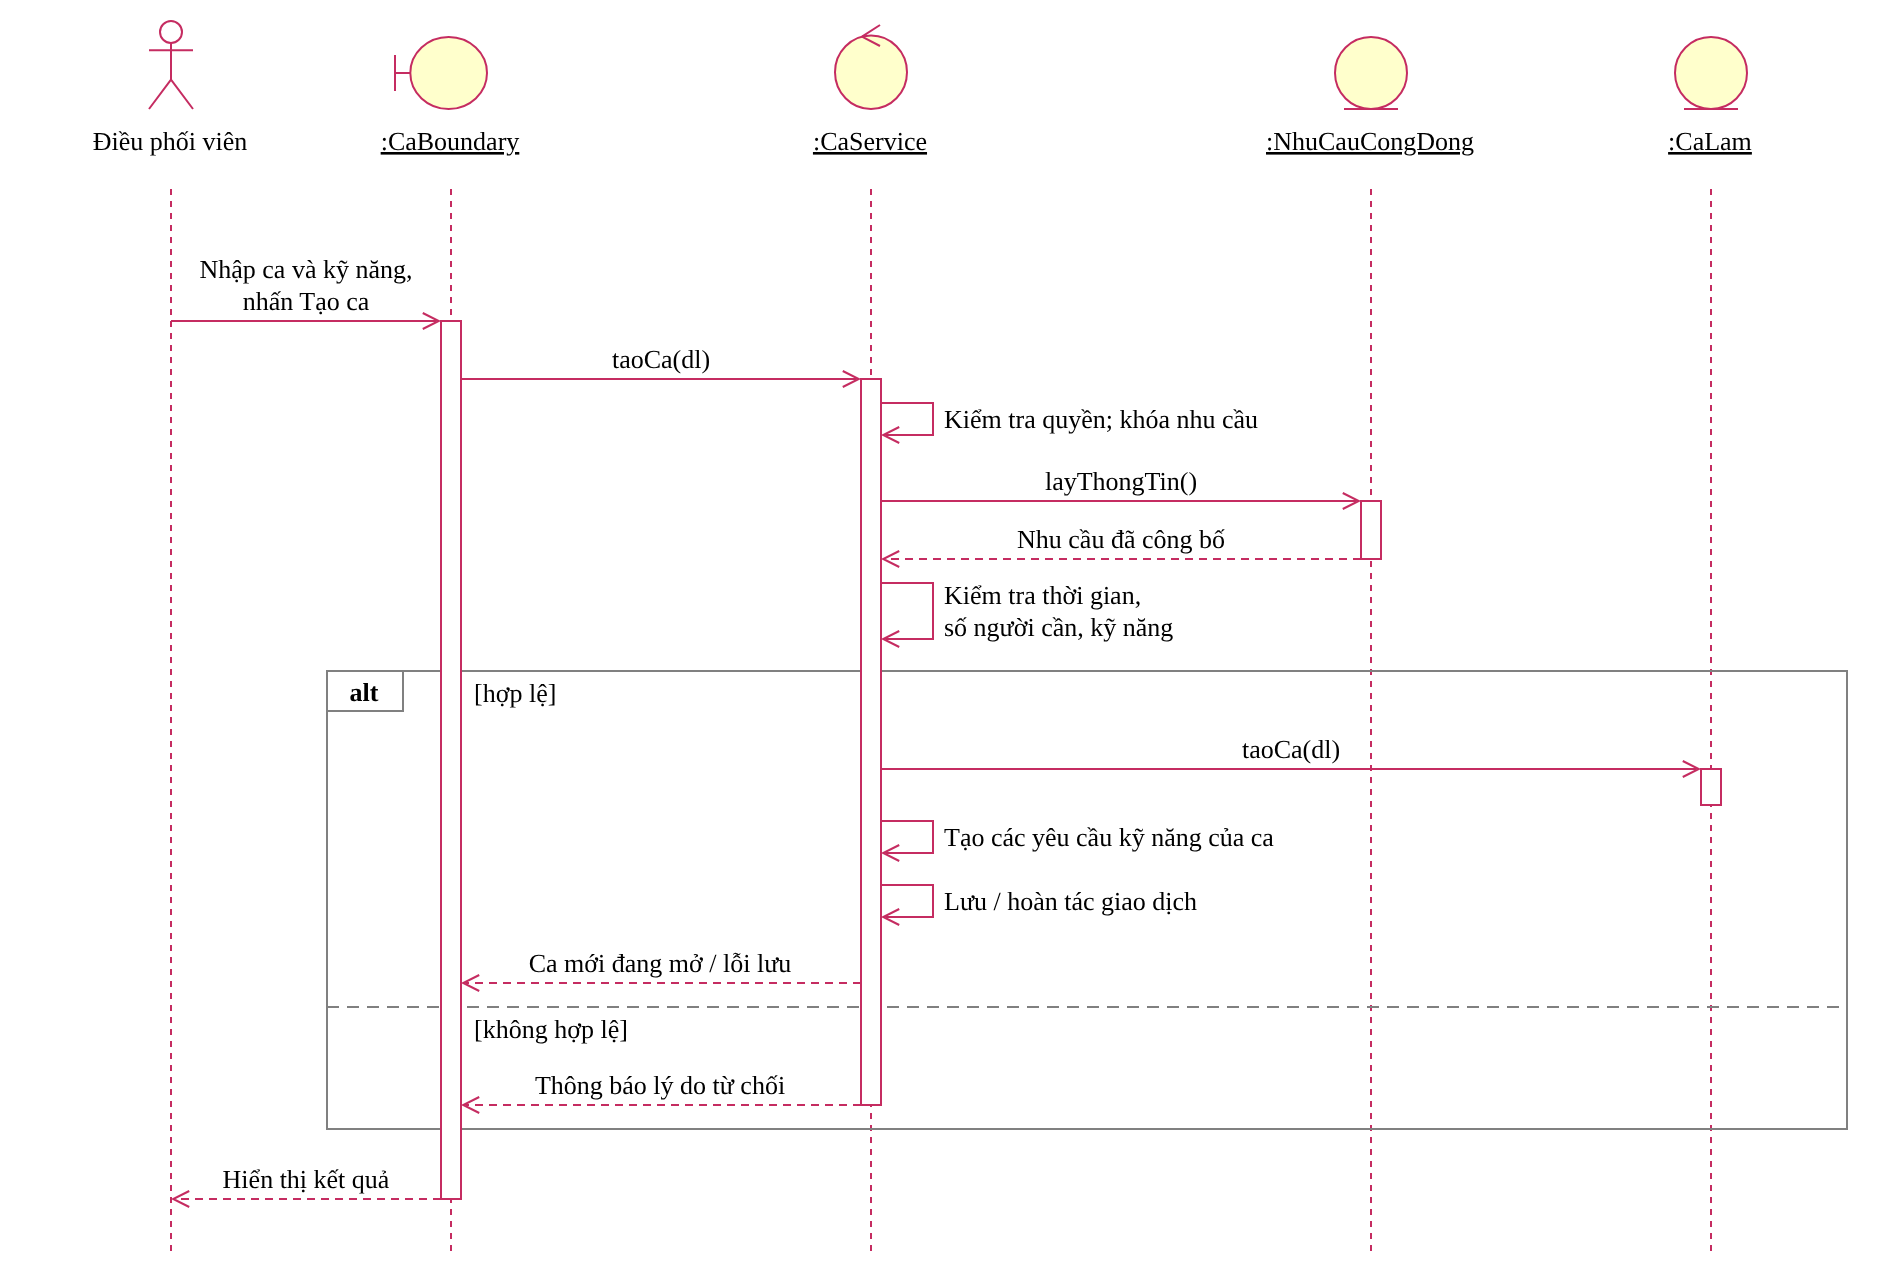 Điều phối viên
:CaBoundary
:CaService
:NhuCauCongDong
:CaLam
Nhập ca và kỹ năng,
nhấn Tạo ca
taoCa(dl)
Kiểm tra quyền; khóa nhu cầu
layThongTin()
Nhu cầu đã công bố
Kiểm tra thời gian,
số người cần, kỹ năng
alt
[hợp lệ]
taoCa(dl)
Tạo các yêu cầu kỹ năng của ca
Lưu / hoàn tác giao dịch
Ca mới đang mở / lỗi lưu
[không hợp lệ]
Thông báo lý do từ chối
Hiển thị kết quả